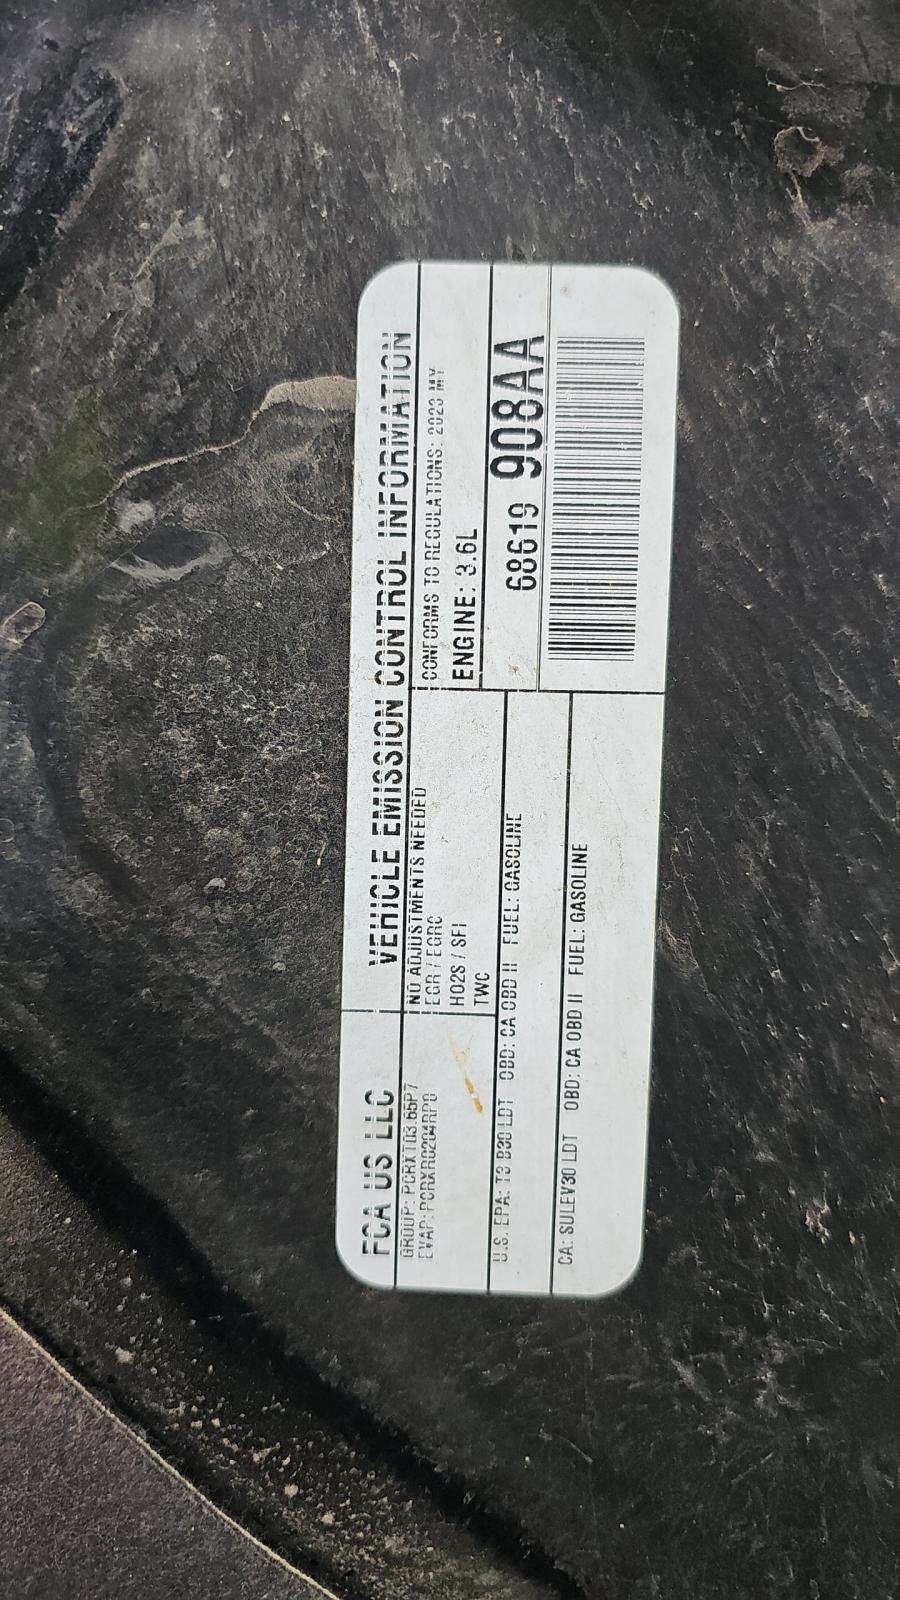 FCA US LLC
VEHICLE EMISSION CONTROL INFORMATION
GROUP: PCRXT03.65P7
EVAP: PCRXR0204RP0
NO ADJUSTMENTS NEEDED
EGR / EGRC
HO2S / SFI
TWC
CONFORMS TO REGULATIONS: 2023 MY
ENGINE: 3.6L
68619 908AA
U.S. EPA: T3 B30 LDT OBD: CA OBD II FUEL: GASOLINE
CA: SULEV30 LDT OBD: CA OBD II FUEL: GASOLINE